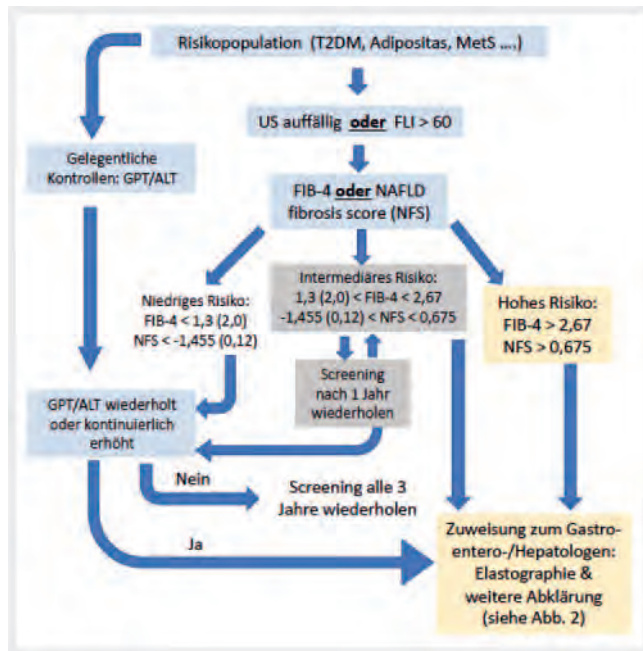 Risikopopulation (T2DM, Adipositas, MetS ....,)
US auffällig oder FLI > 60
Gelegentliche
Kontrollen: GPT/ALT
FIB-4 oder NAFLD
fibrosis score (NFS)
Niedriges Risiko:
FIB-4 < 1,3 (2,0)
NFS < -1,455 (0,12)
Intermediäres Risiko:
1,3 (2,0) < FIB-4 < 2,67
-1,455 (0,12) < NFS < 0,675
Hohes Risiko:
FIB-4 > 2,67
NFS > 0,675
Screening
nach 1 Jahr
wiederholen
GPT/ALT wiederholt
oder kontinuierlich
erhöht
Nein
Screening alle 3
Jahre wiederholen
Ja
Zuweisung zum Gastro-
entero-/Hepatologen:
Elastographie &
weitere Abklärung
(siehe Abb. 2)